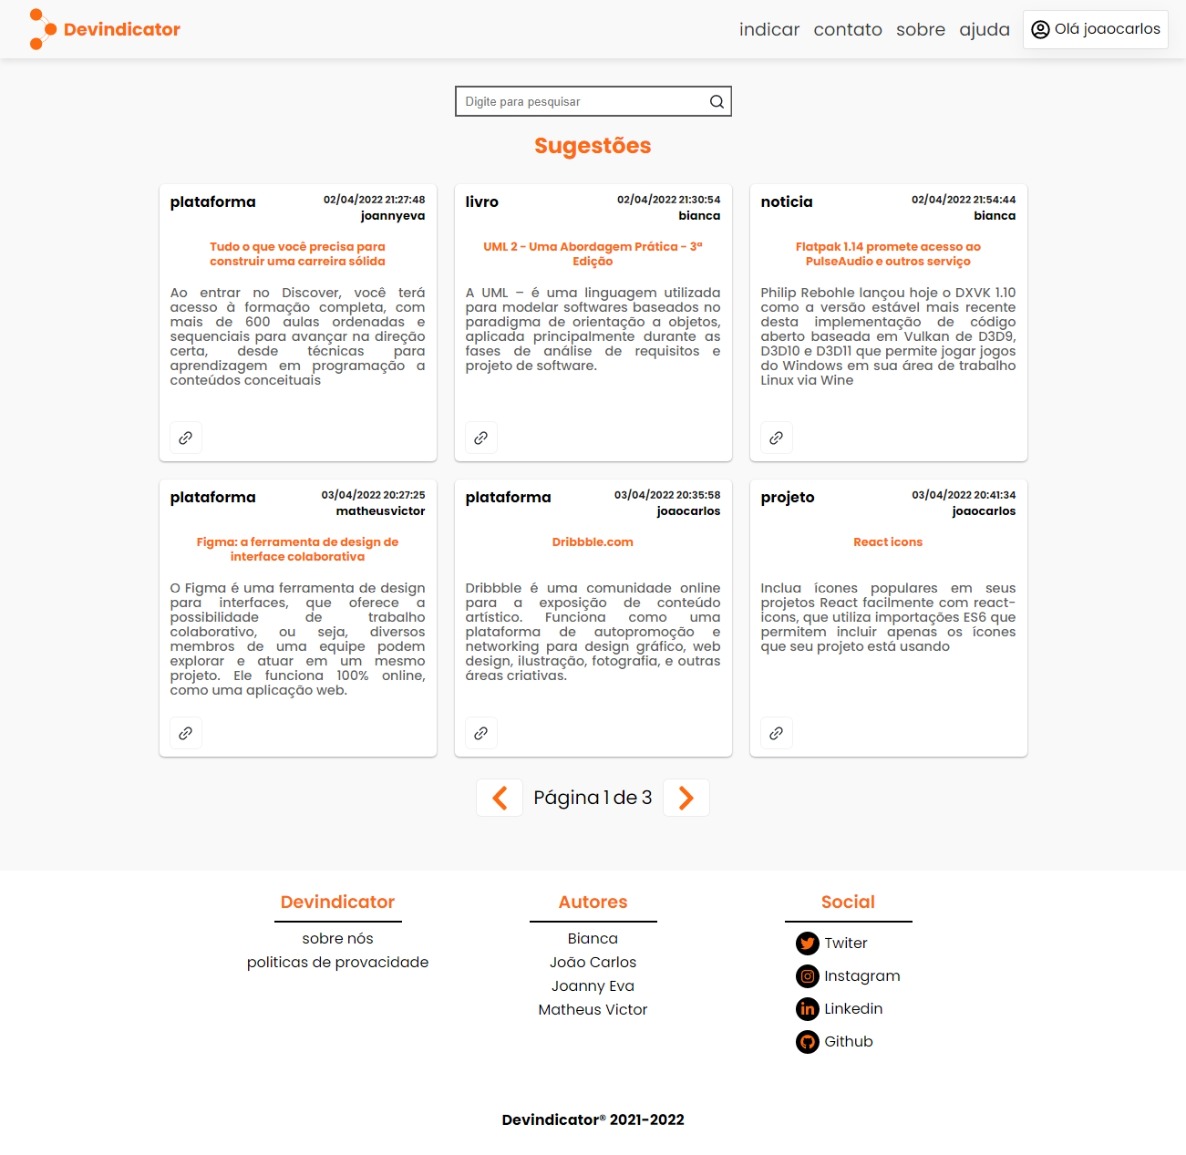 Devindicator
indicar contato sobre ajuda Olá joaocarlos
Digite para pesquisar
Sugestões
plataforma
02/04/2022 21:27:48
joannyeva
Tudo o que você precisa para
construir uma carreira sólida
Ao entrar no Discover, você terá
acesso à formação completa, com
mais de 600 aulas ordenadas e
sequenciais para avançar na direção
certa, desde técnicas para
aprendizagem em programação a
conteúdos conceituais
livro
02/04/2022 21:30:54
bianca
UML 2 - Uma Abordagem Prática - 3ª
Edição
A UML – é uma linguagem utilizada
para modelar softwares baseados no
paradigma de orientação a objetos,
aplicada principalmente durante as
fases de análise de requisitos e
projeto de software.
noticia
02/04/2022 21:54:44
bianca
Flatpak 1.14 promete acesso ao
PulseAudio e outros serviço
Philip Rebohle lançou hoje o DXVK 1.10
como a versão estável mais recente
desta implementação de código
aberto baseada em Vulkan de D3D9,
D3D10 e D3D11 que permite jogar jogos
do Windows em sua área de trabalho
Linux via Wine
plataforma
03/04/2022 20:27:25
matheusvictor
Figma: a ferramenta de design de
interface colaborativa
O Figma é uma ferramenta de design
para interfaces, que oferece a
possibilidade de trabalho
colaborativo, ou seja, diversos
membros de uma equipe podem
explorar e atuar em um mesmo
projeto. Ele funciona 100% online,
como uma aplicação web.
plataforma
03/04/2022 20:35:58
joaocarlos
Dribbble.com
Dribbble é uma comunidade online
para a exposição de conteúdo
artístico. Funciona como uma
plataforma de autopromoção e
networking para design gráfico, web
design, ilustração, fotografia, e outras
áreas criativas.
projeto
03/04/2022 20:41:34
joaocarlos
React icons
Inclua ícones populares em seus
projetos React facilmente com react-
icons, que utiliza importações ES6 que
permitem incluir apenas os ícones
que seu projeto está usando
Página 1 de 3
Devindicator
sobre nós
politicas de provacidade
Autores
Bianca
João Carlos
Joanny Eva
Matheus Victor
Social
Twiter
Instagram
Linkedin
Github
Devindicator® 2021-2022